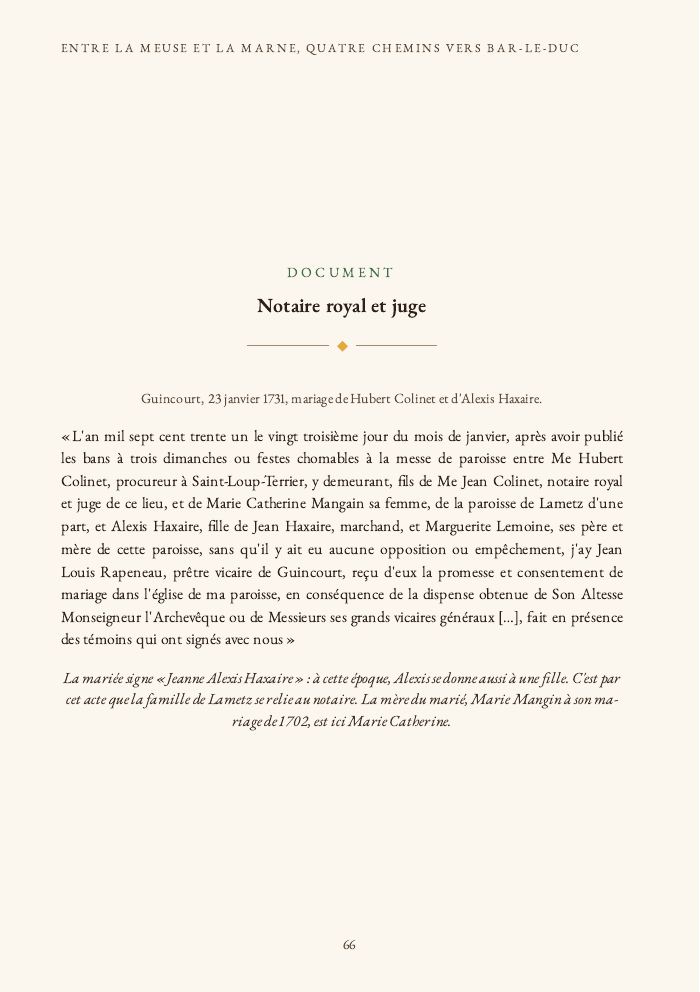 ENTRE LA MEUSE ET LA MARNE, QUATRE CHEMINS VERS BAR-LE-DUC
DOCUMENT
Notaire royal et juge
Guincourt, 23 janvier 1731, mariage de Hubert Colinet et d'Alexis Haxaire.
« L'an mil sept cent trente un le vingt troisième jour du mois de janvier, après avoir publié
les bans à trois dimanches ou festes chomables à la messe de paroisse entre Me Hubert
Colinet, procureur à Saint-Loup-Terrier, y demeurant, fils de Me Jean Colinet, notaire royal
et juge de ce lieu, et de Marie Catherine Mangain sa femme, de la paroisse de Lametz d'une
part, et Alexis Haxaire, fille de Jean Haxaire, marchand, et Marguerite Lemoine, ses père et
mère de cette paroisse, sans qu'il y ait eu aucune opposition ou empêchement, j'ay Jean
Louis Rapeneau, prêtre vicaire de Guincourt, reçu d'eux la promesse et consentement de
mariage dans l'église de ma paroisse, en conséquence de la dispense obtenue de Son Altesse
Monseigneur l'Archevêque ou de Messieurs ses grands vicaires généraux [...], fait en présence
des témoins qui ont signés avec nous »
La mariée signe « Jeanne Alexis Haxaire » : à cette époque, Alexis se donne aussi à une fille. C'est par
cet acte que la famille de Lametz se relie au notaire. La mère du marié, Marie Mangin à son ma-
riage de 1702, est ici Marie Catherine.
66